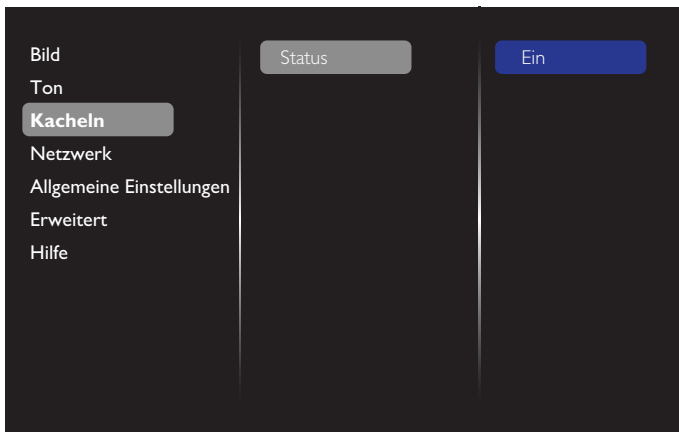 Bild
Ton
Kacheln
Netzwerk
Allgemeine Einstellungen
Erweitert
Hilfe
Status
Ein